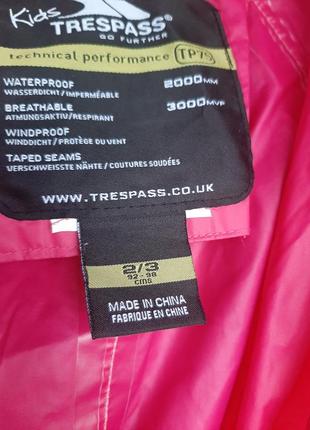 Kids TRESPASS
GO FURTHER
technical performance TP75
WATERPROOF 2000MM
WASSERDICHT / IMPERMÉABLE
BREATHABLE 3000MVP
ATMUNGSAKTIV / RESPIRANT
WINDPROOF
WINDDICHT / PROTÈGE DU VENT
TAPED SEAMS
VERSCHWEISSTE NÄHTE / COUTURES SOUDÉES
WWW.TRESPASS.CO.UK
2/3
92 - 98
CMS
MADE IN CHINA
FABRIQUE EN CHINE